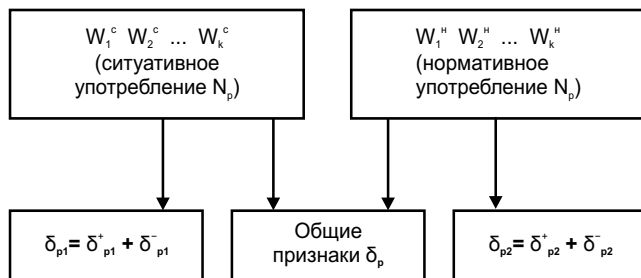 W₁ᶜ W₂ᶜ ... Wₖᶜ
(ситуативное
употребление Nₚ)
W₁ᴴ W₂ᴴ ... Wₖᴴ
(нормативное
употребление Nₚ)
δₚ₁= δ⁺ₚ₁ + δ⁻ₚ₁
Общие
признаки δₚ
δₚ₂= δ⁺ₚ₂ + δ⁻ₚ₂